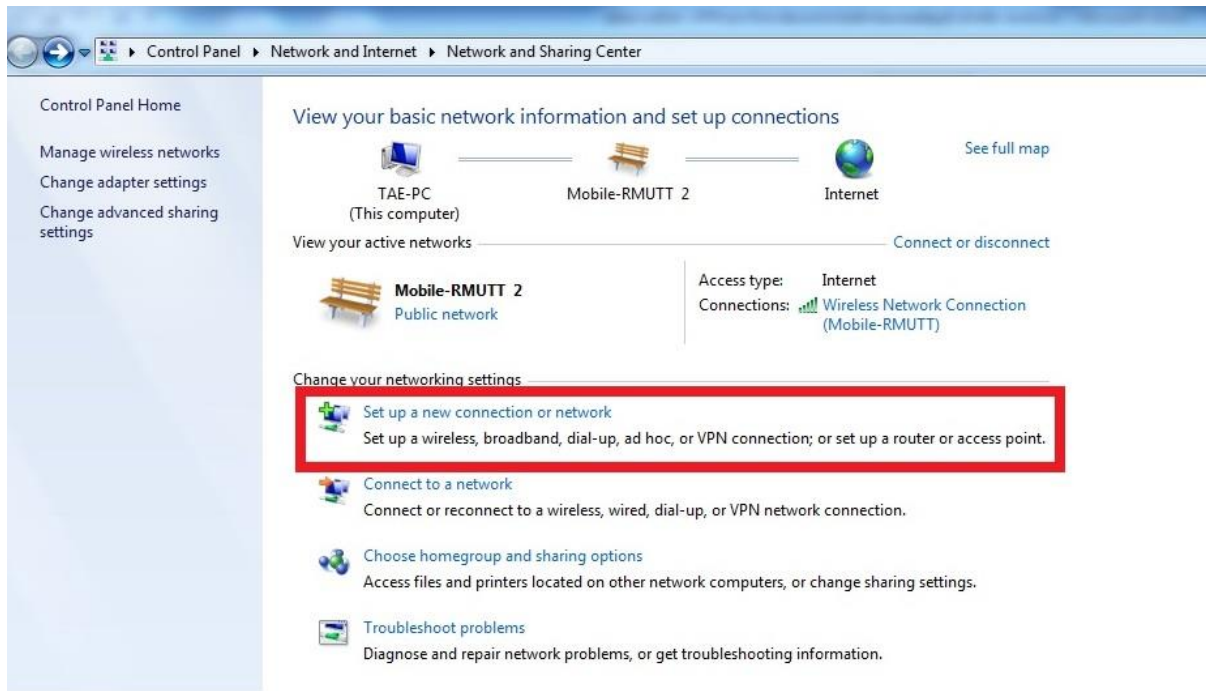 Control Panel ▸ Network and Internet ▸ Network and Sharing Center
Control Panel Home
Manage wireless networks
Change adapter settings
Change advanced sharing
settings
View your basic network information and set up connections
See full map
TAE-PC
(This computer)
Mobile-RMUTT 2
Internet
View your active networks
Connect or disconnect
Mobile-RMUTT 2
Public network
Access type: Internet
Connections: Wireless Network Connection
(Mobile-RMUTT)
Change your networking settings
Set up a new connection or network
Set up a wireless, broadband, dial-up, ad hoc, or VPN connection; or set up a router or access point.
Connect to a network
Connect or reconnect to a wireless, wired, dial-up, or VPN network connection.
Choose homegroup and sharing options
Access files and printers located on other network computers, or change sharing settings.
Troubleshoot problems
Diagnose and repair network problems, or get troubleshooting information.